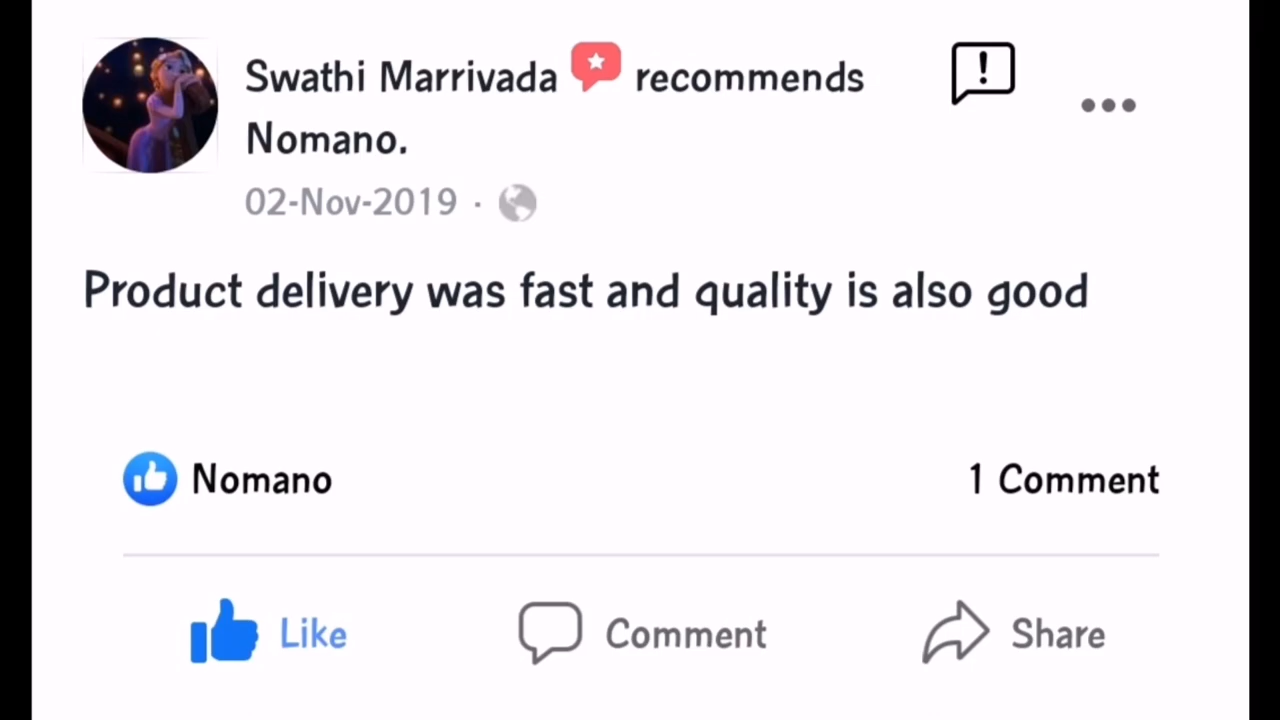 Swathi Marrivada recommends
Nomano.
02-Nov-2019 ·
Product delivery was fast and quality is also good
Nomano 1 Comment
Like Comment Share